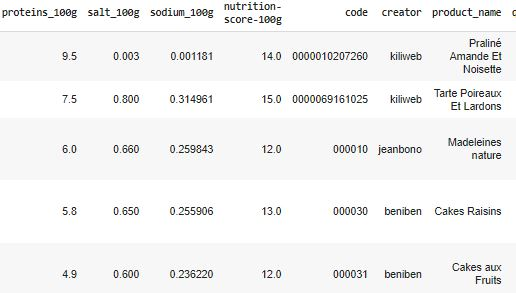 proteins_100g salt_100g sodium_100g nutrition-score-100g code creator product_name
9.5 0.003 0.001181 14.0 0000010207260 kiliweb Praliné Amande Et Noisette
7.5 0.800 0.314961 15.0 0000069161025 kiliweb Tarte Poireaux Et Lardons
6.0 0.660 0.259843 12.0 000010 jeanbono Madeleines nature
5.8 0.650 0.255906 13.0 000030 beniben Cakes Raisins
4.9 0.600 0.236220 12.0 000031 beniben Cakes aux Fruits